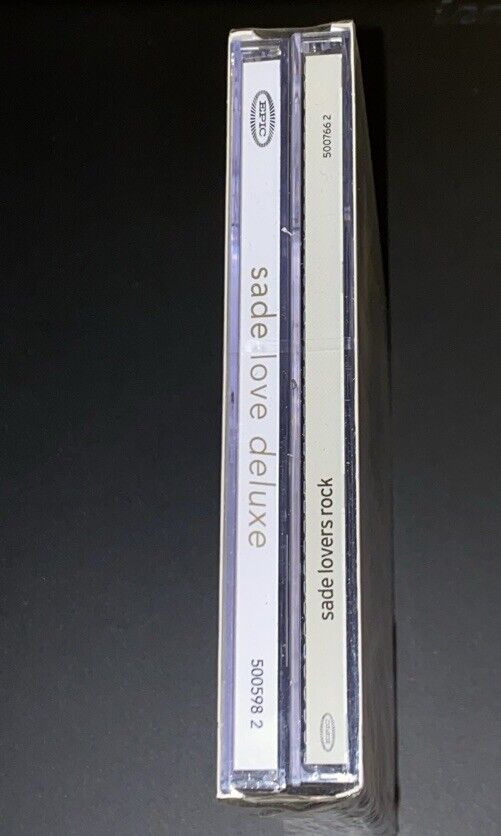 EPIC
sade love deluxe
500598 2
500766 2
sade lovers rock